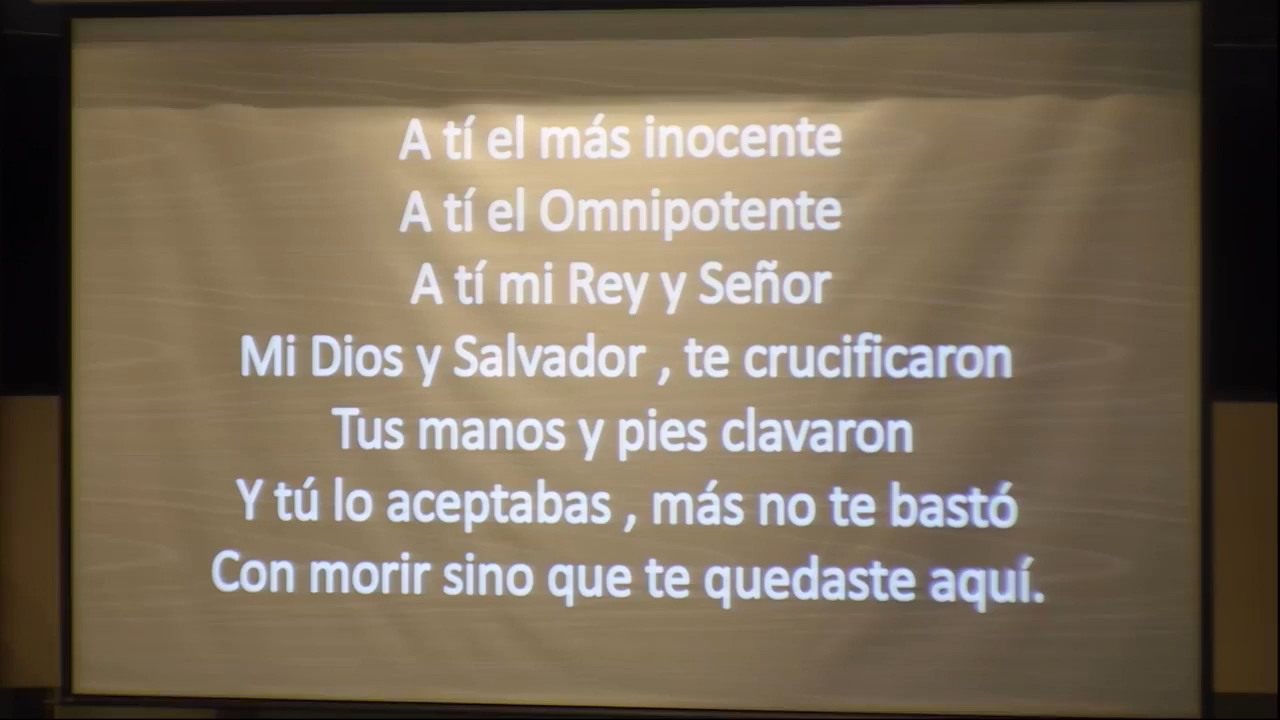 A tí el más inocente
A tí el Omnipotente
A tí mi Rey y Señor
Mi Dios y Salvador , te crucificaron
Tus manos y pies clavaron
Y tú lo aceptabas , más no te bastó
Con morir sino que te quedaste aquí.